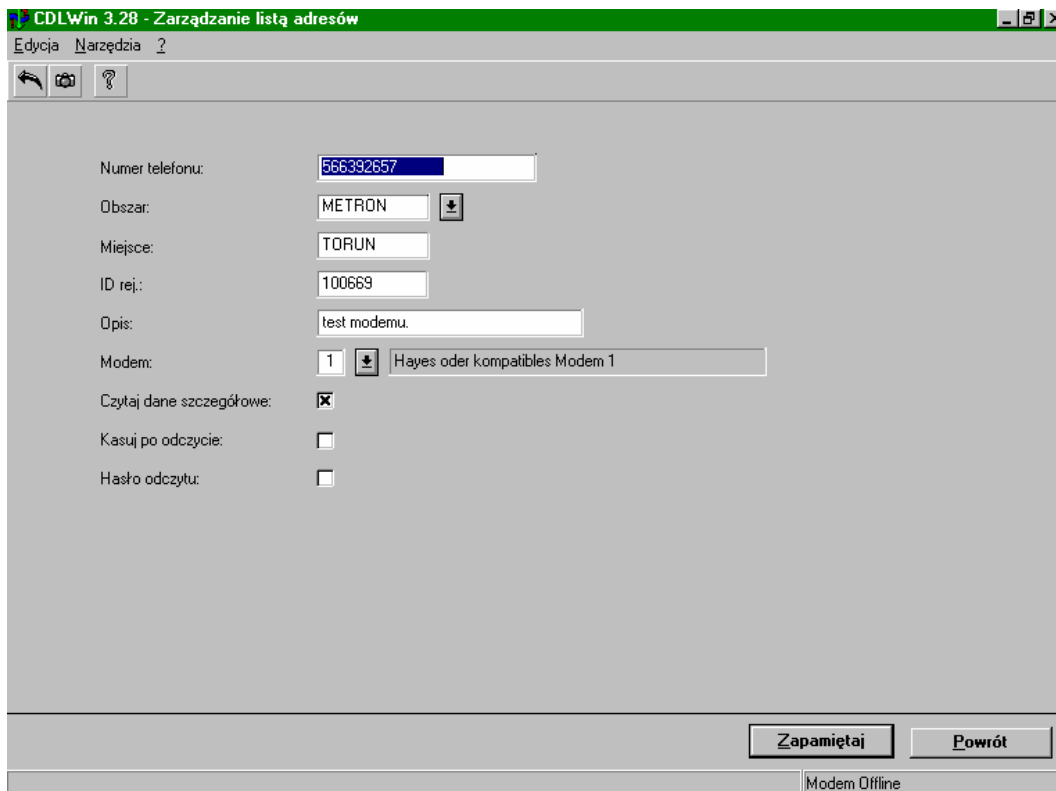 CDLWin 3.28 - Zarządzanie listą adresów
Edycja Narzędzia ?
Numer telefonu: 566392657
Obszar: METRON
Miejsce: TORUN
ID rej.: 100669
Opis: test modemu.
Modem: 1 Hayes oder kompatibles Modem 1
Czytaj dane szczegółowe:
Kasuj po odczycie:
Hasło odczytu:
Zapamiętaj Powrót
Modem Offline